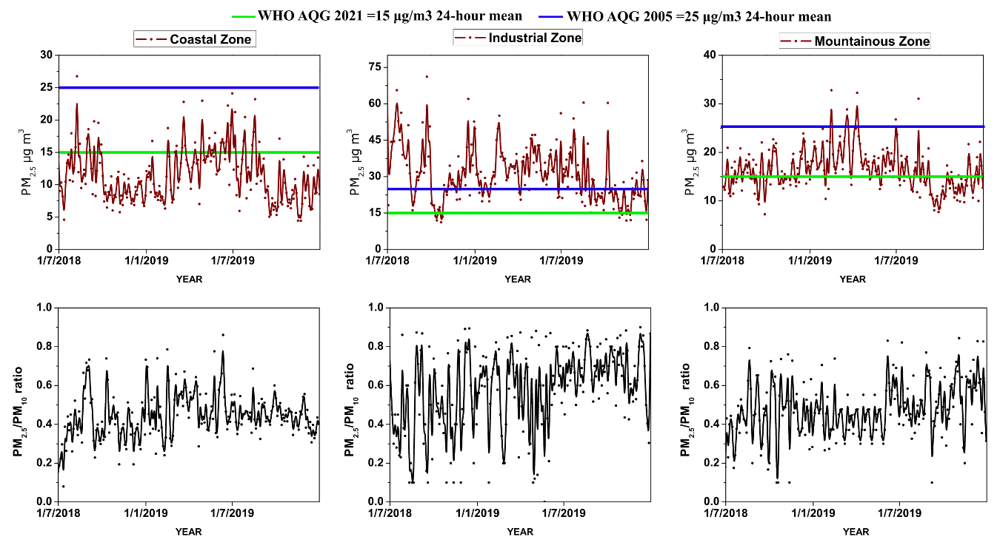 WHO AQG 2021 =15 µg/m3 24-hour mean WHO AQG 2005 =25 µg/m3 24-hour mean
Coastal Zone Industrial Zone Mountainous Zone
PM2.5 µg m3
30
25
20
15
10
5
0
1/7/2018 1/1/2019 1/7/2019
YEAR
PM2.5 µg m3
75
60
45
30
15
0
1/7/2018 1/1/2019 1/7/2019
YEAR
PM2.5 µg m3
40
30
20
10
0
1/7/2018 1/1/2019 1/7/2019
YEAR
PM2.5/PM10 ratio
1.0
0.8
0.6
0.4
0.2
0.0
1/7/2018 1/1/2019 1/7/2019
YEAR
PM2.5/PM10 ratio
1.0
0.8
0.6
0.4
0.2
0.0
1/7/2018 1/1/2019 1/7/2019
YEAR
PM2.5/PM10 ratio
1.0
0.8
0.6
0.4
0.2
0.0
1/7/2018 1/1/2019 1/7/2019
YEAR